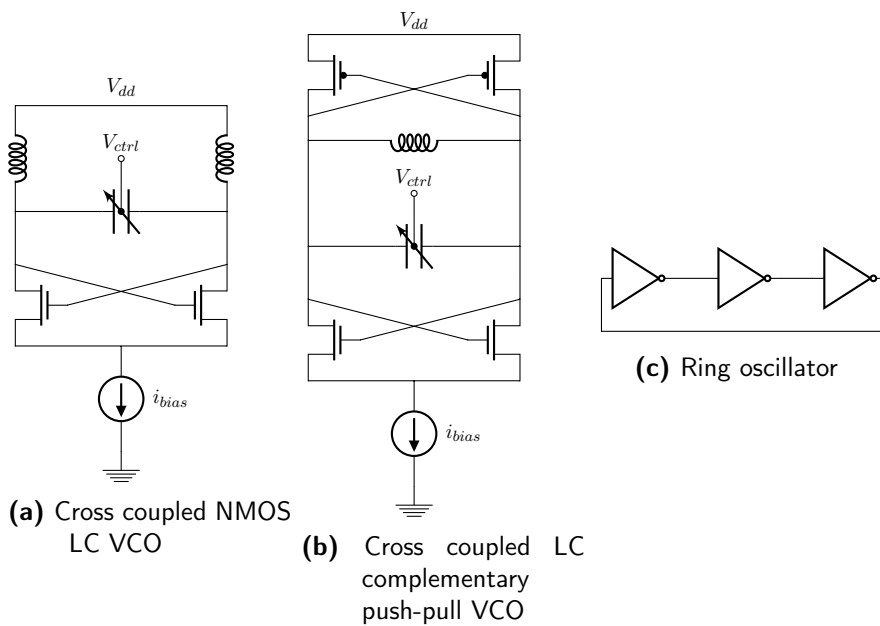 V_dd
V_ctrl
i_bias
(a) Cross coupled NMOS
LC VCO
V_dd
V_ctrl
i_bias
(b) Cross coupled LC
complementary
push-pull VCO
(c) Ring oscillator